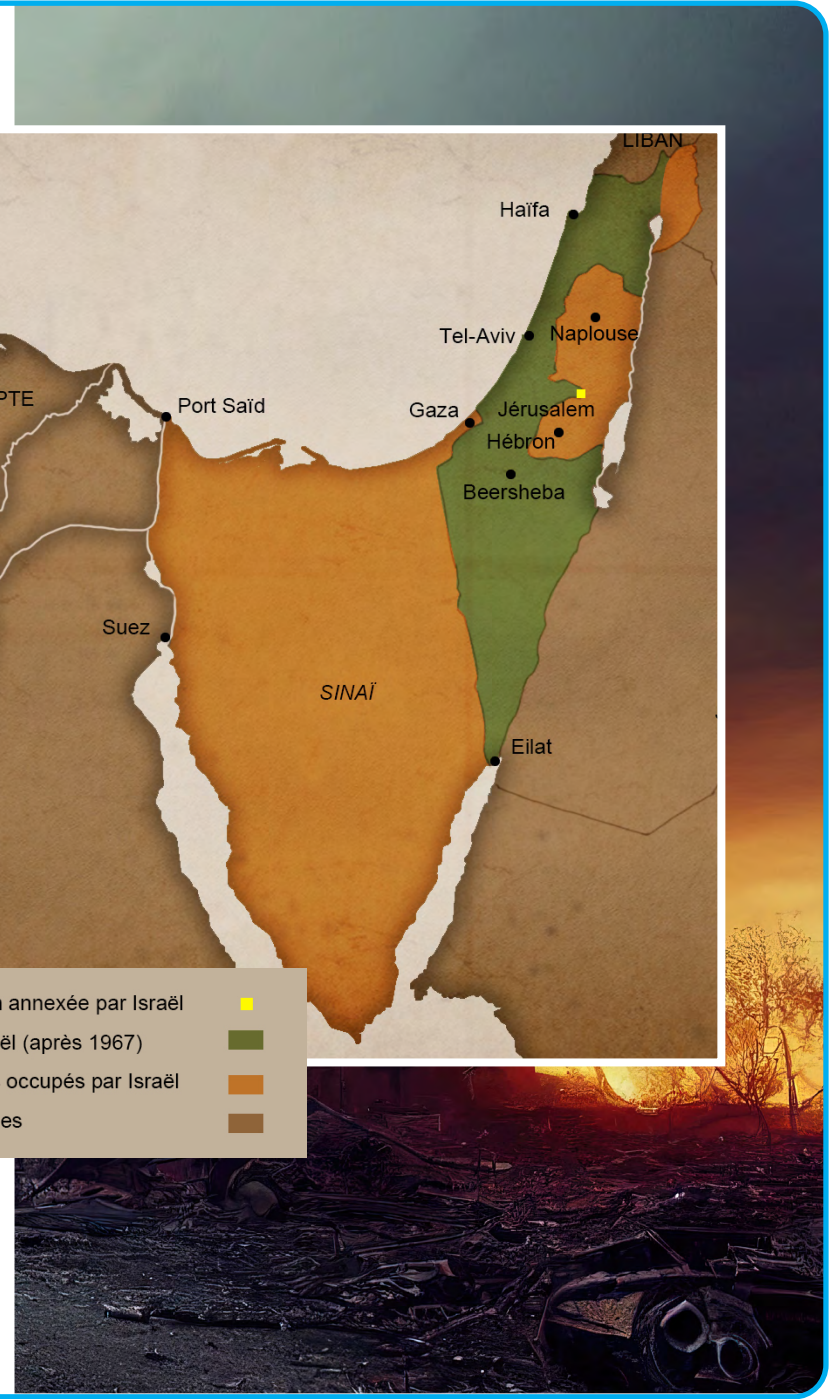 LIBAN
Haïfa
Tel-Aviv
Naplouse
PTE
Port Saïd
Gaza
Jérusalem
Hébron
Beersheba
Suez
SINAÏ
Eilat
annexée par Israël
ël (après 1967)
occupés par Israël
es